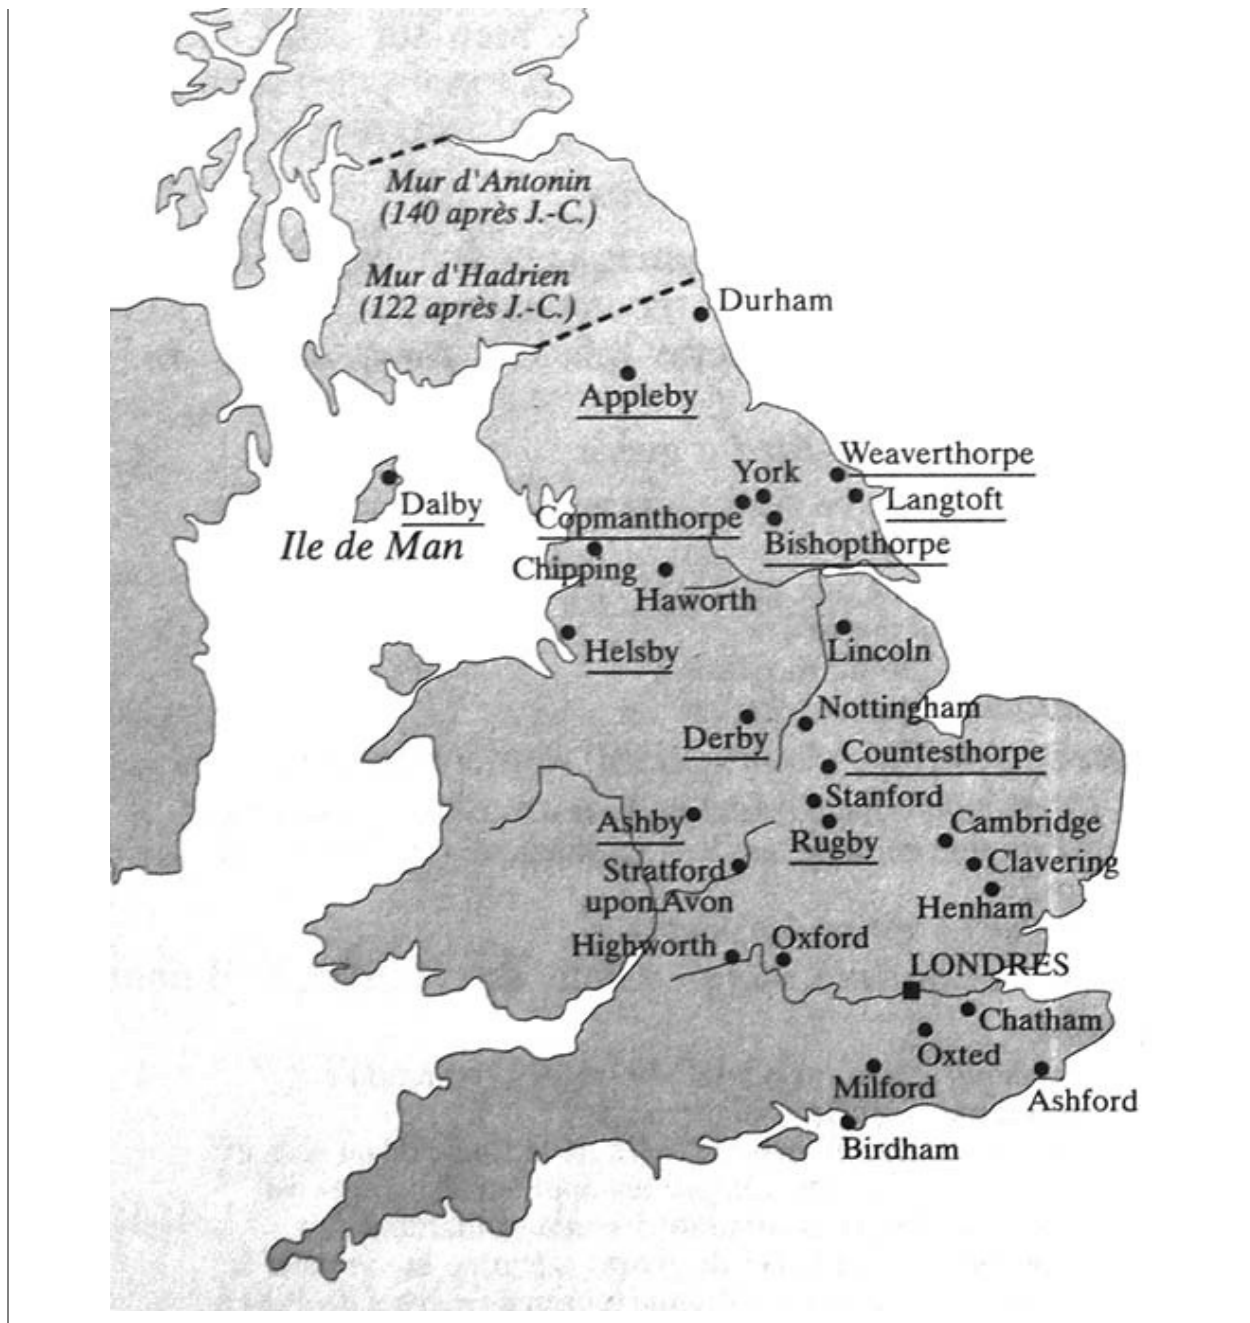 Mur d'Antonin
(140 après J.-C.)
Mur d'Hadrien
(122 après J.-C.)
Durham
Appleby
Weaverthorpe
York
Langtoft
Dalby
Copmanthorpe
Ile de Man
Bishopthorpe
Chipping
Haworth
Helsby
Lincoln
Nottingham
Derby
Countesthorpe
Stanford
Ashby
Rugby
Cambridge
Clavering
Stratford
upon Avon
Henham
Highworth
Oxford
LONDRES
Chatham
Oxted
Milford
Ashford
Birdham